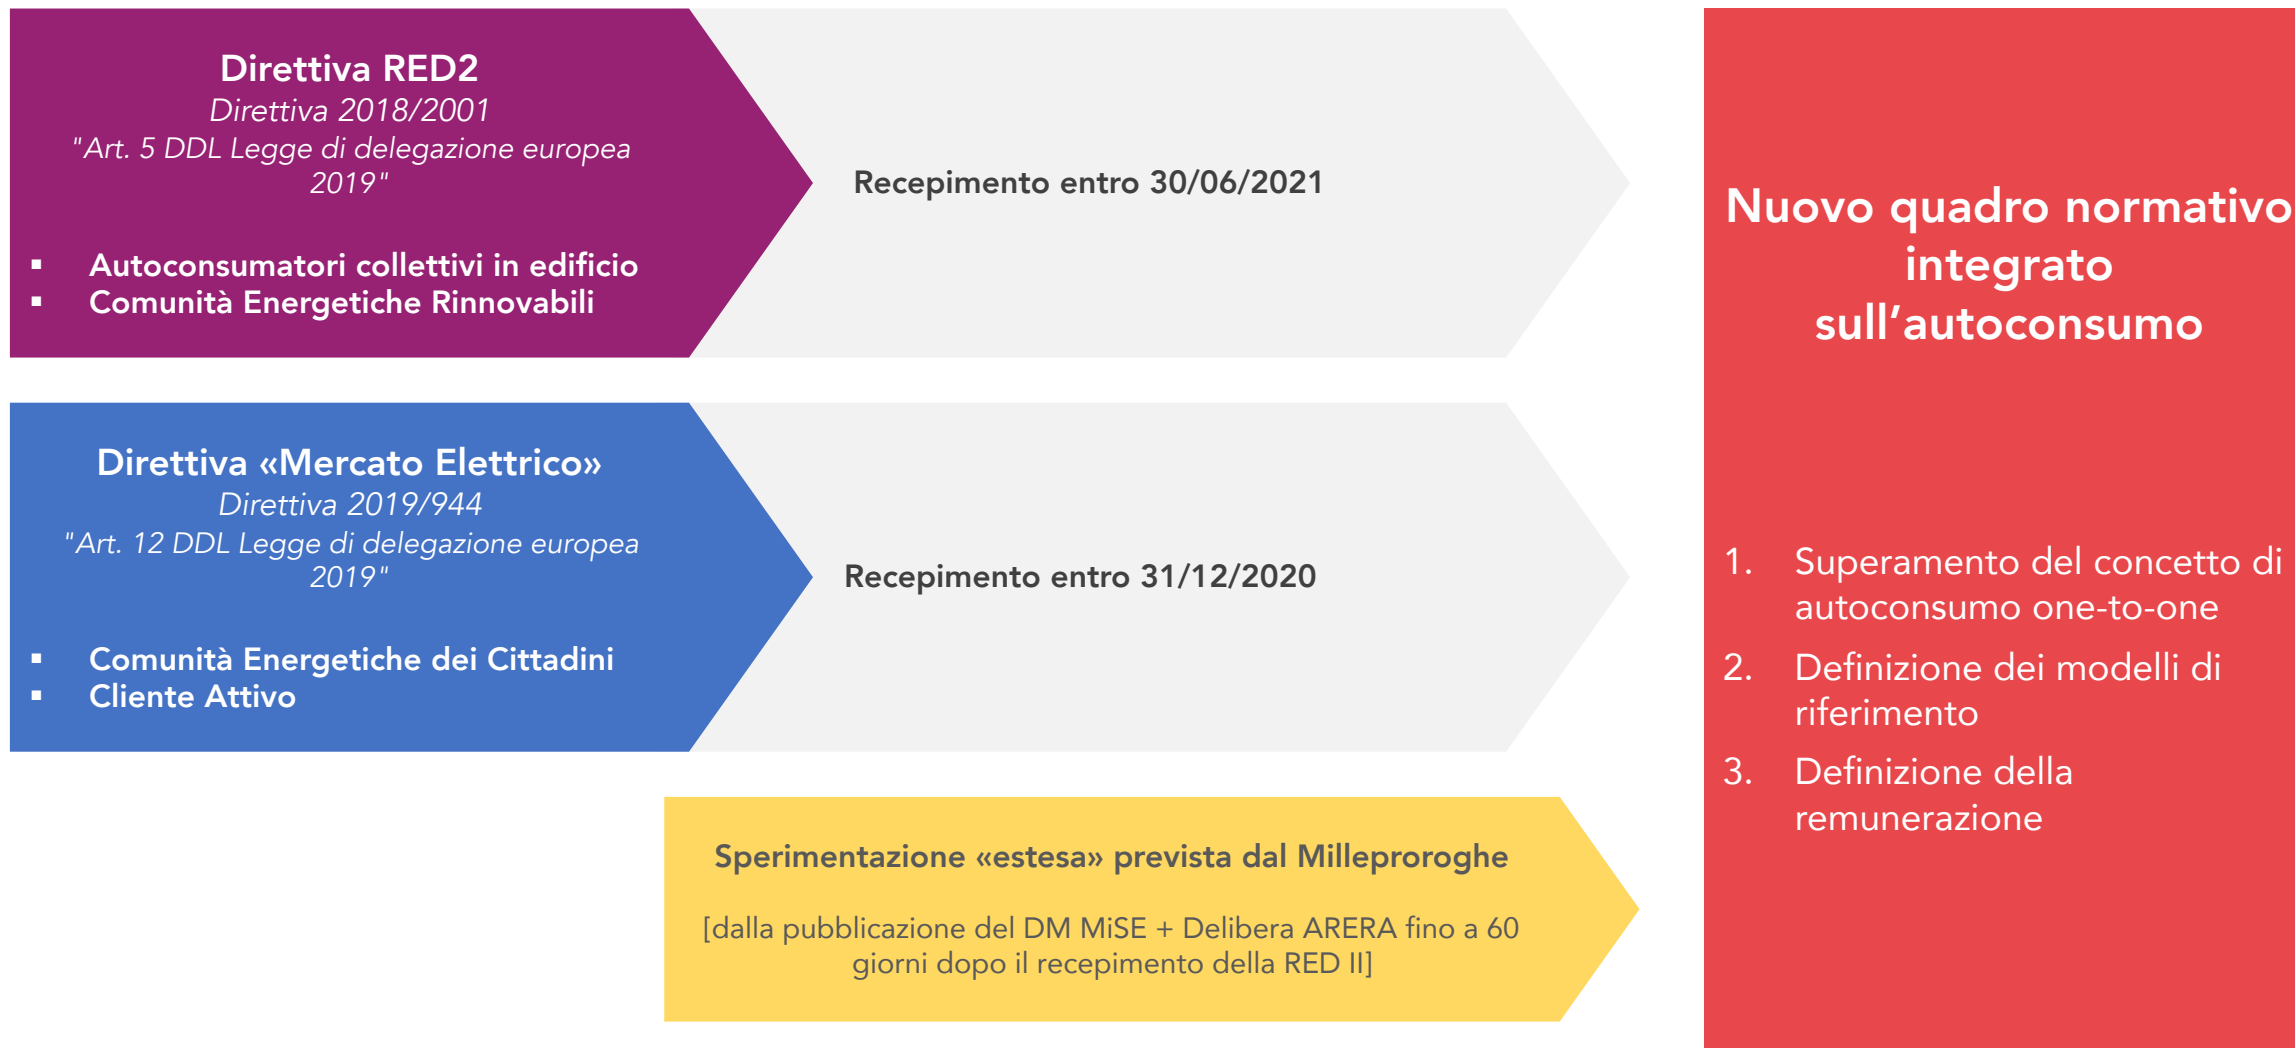 Direttiva RED2
Direttiva 2018/2001
"Art. 5 DDL Legge di delegazione europea
2019"
▪ Autoconsumatori collettivi in edificio
▪ Comunità Energetiche Rinnovabili
Recepimento entro 30/06/2021
Direttiva «Mercato Elettrico»
Direttiva 2019/944
"Art. 12 DDL Legge di delegazione europea
2019"
▪ Comunità Energetiche dei Cittadini
▪ Cliente Attivo
Recepimento entro 31/12/2020
Sperimentazione «estesa» prevista dal Milleproroghe
[dalla pubblicazione del DM MiSE + Delibera ARERA fino a 60
giorni dopo il recepimento della RED II]
Nuovo quadro normativo
integrato
sull’autoconsumo
1. Superamento del concetto di
autoconsumo one-to-one
2. Definizione dei modelli di
riferimento
3. Definizione della
remunerazione